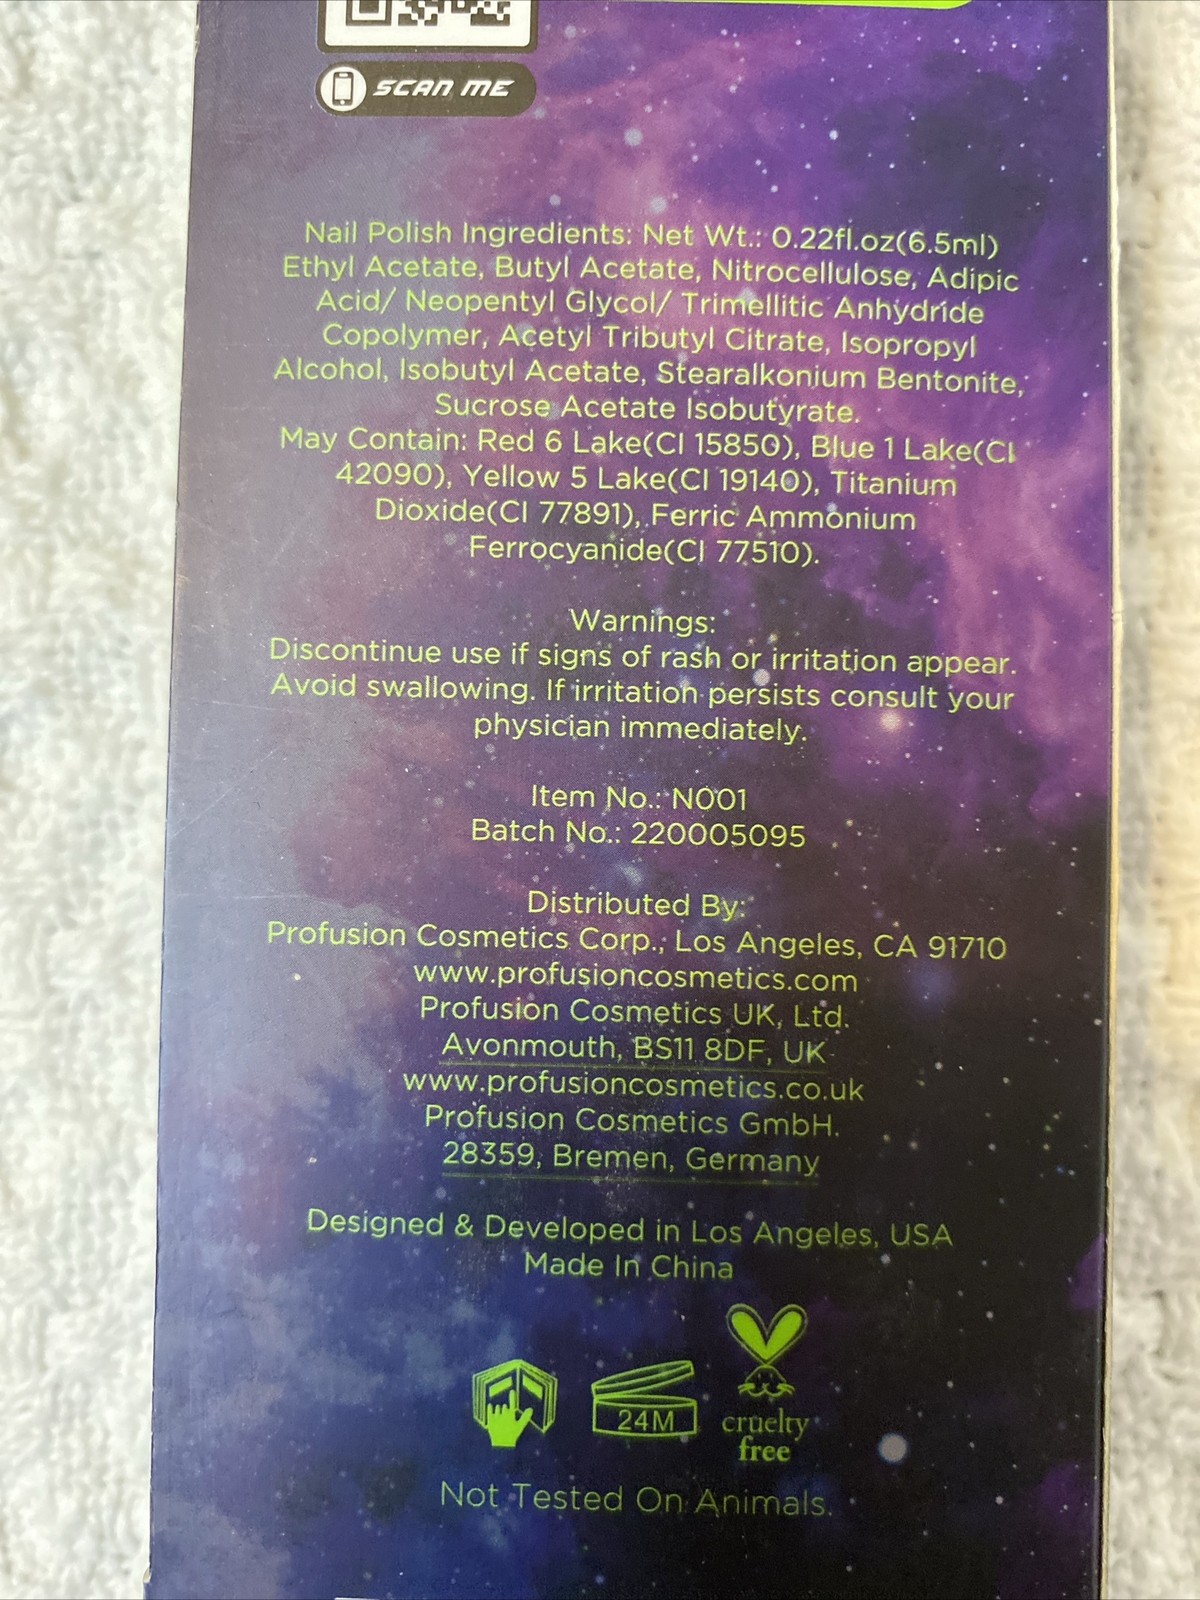 SCAN ME
Nail Polish Ingredients: Net Wt.: 0.22fl.oz(6.5ml)
Ethyl Acetate, Butyl Acetate, Nitrocellulose, Adipic
Acid/ Neopentyl Glycol/ Trimellitic Anhydride
Copolymer, Acetyl Tributyl Citrate, Isopropyl
Alcohol, Isobutyl Acetate, Stearalkonium Bentonite,
Sucrose Acetate Isobutyrate.
May Contain: Red 6 Lake(CI 15850), Blue 1 Lake(CI
42090), Yellow 5 Lake(CI 19140), Titanium
Dioxide(CI 77891), Ferric Ammonium
Ferrocyanide(CI 77510).
Warnings:
Discontinue use if signs of rash or irritation appear.
Avoid swallowing. If irritation persists consult your
physician immediately.
Item No.: N001
Batch No.: 220005095
Distributed By:
Profusion Cosmetics Corp., Los Angeles, CA 91710
www.profusioncosmetics.com
Profusion Cosmetics UK, Ltd.
Avonmouth, BS11 8DF, UK
www.profusioncosmetics.co.uk
Profusion Cosmetics GmbH.
28359, Bremen, Germany
Designed & Developed in Los Angeles, USA
Made In China
24M
cruelty
free
Not Tested On Animals.